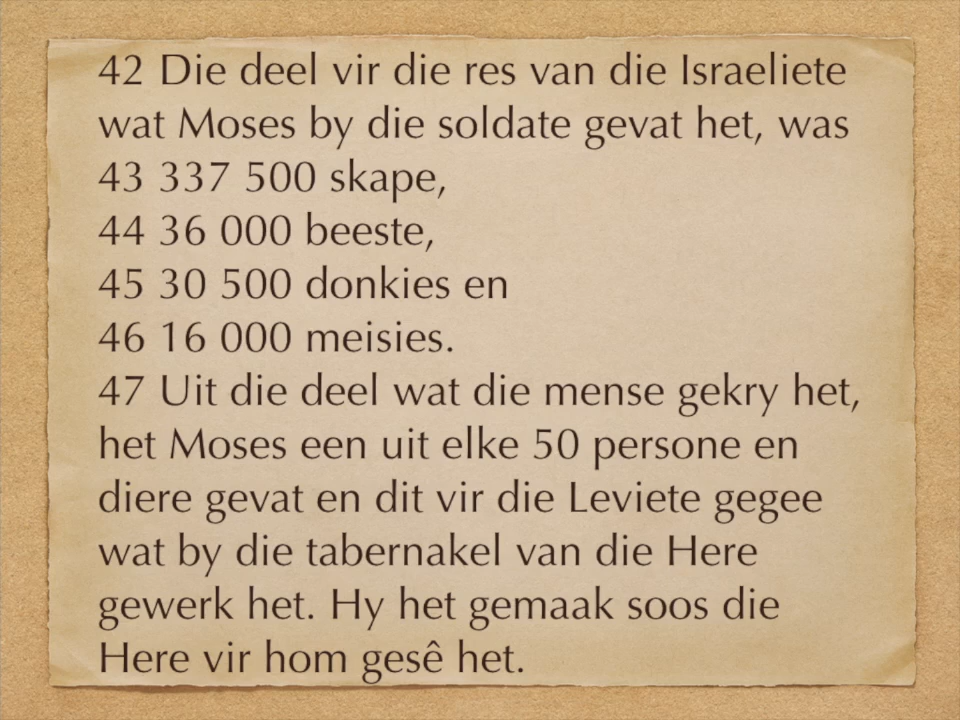 42 Die deel vir die res van die Israeliete
wat Moses by die soldate gevat het, was
43 337 500 skape,
44 36 000 beeste,
45 30 500 donkies en
46 16 000 meisies.
47 Uit die deel wat die mense gekry het,
het Moses een uit elke 50 persone en
diere gevat en dit vir die Leviete gegee
wat by die tabernakel van die Here
gewerk het. Hy het gemaak soos die
Here vir hom gesê het.